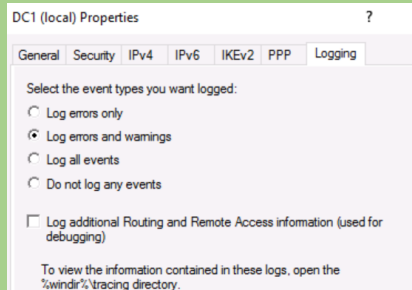 DC1 (local) Properties ?
General Security IPv4 IPv6 IKEv2 PPP Logging
Select the event types you want logged:
Log errors only
Log errors and warnings
Log all events
Do not log any events
Log additional Routing and Remote Access information (used for
debugging)
To view the information contained in these logs, open the
%windir%\tracing directory.